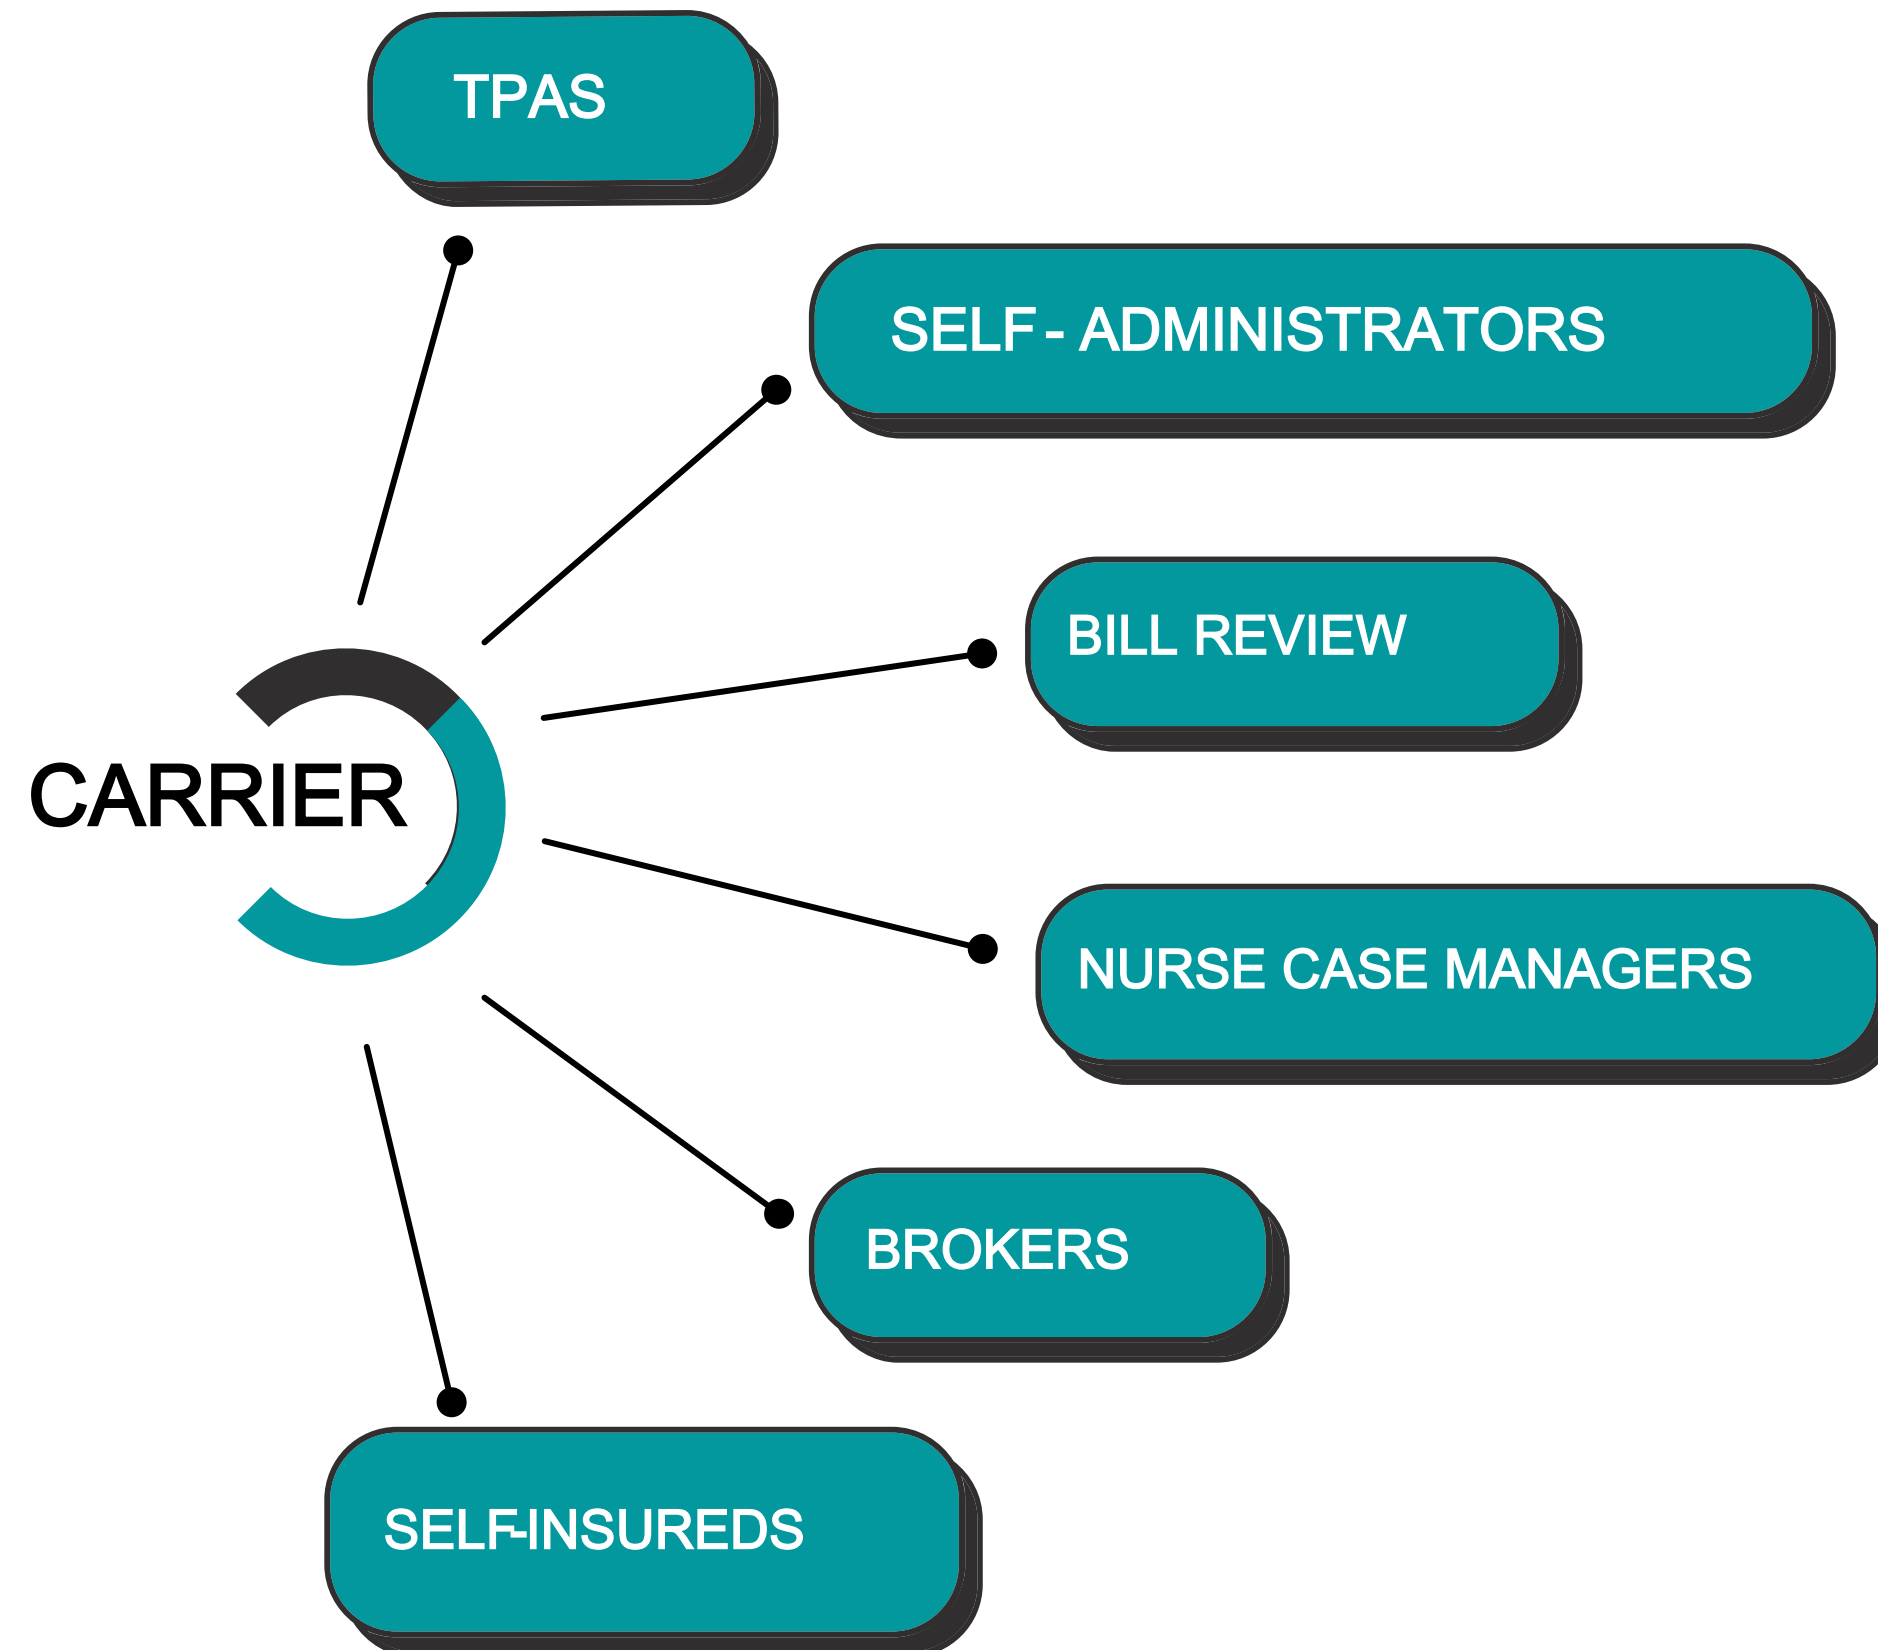 TPAS
SELF - ADMINISTRATORS
BILL REVIEW
CARRIER
NURSE CASE MANAGERS
BROKERS
SELF-INSUREDS